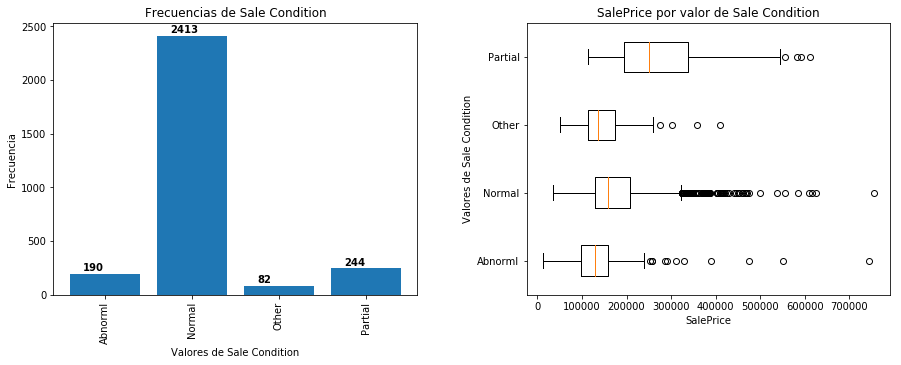 Frecuencias de Sale Condition
2500
2000
1500
1000
500
0
Frecuencia
190
2413
82
244
Abnorml
Normal
Other
Partial
Valores de Sale Condition
SalePrice por valor de Sale Condition
Valores de Sale Condition
Partial
Other
Normal
Abnorml
0 100000 200000 300000 400000 500000 600000 700000
SalePrice